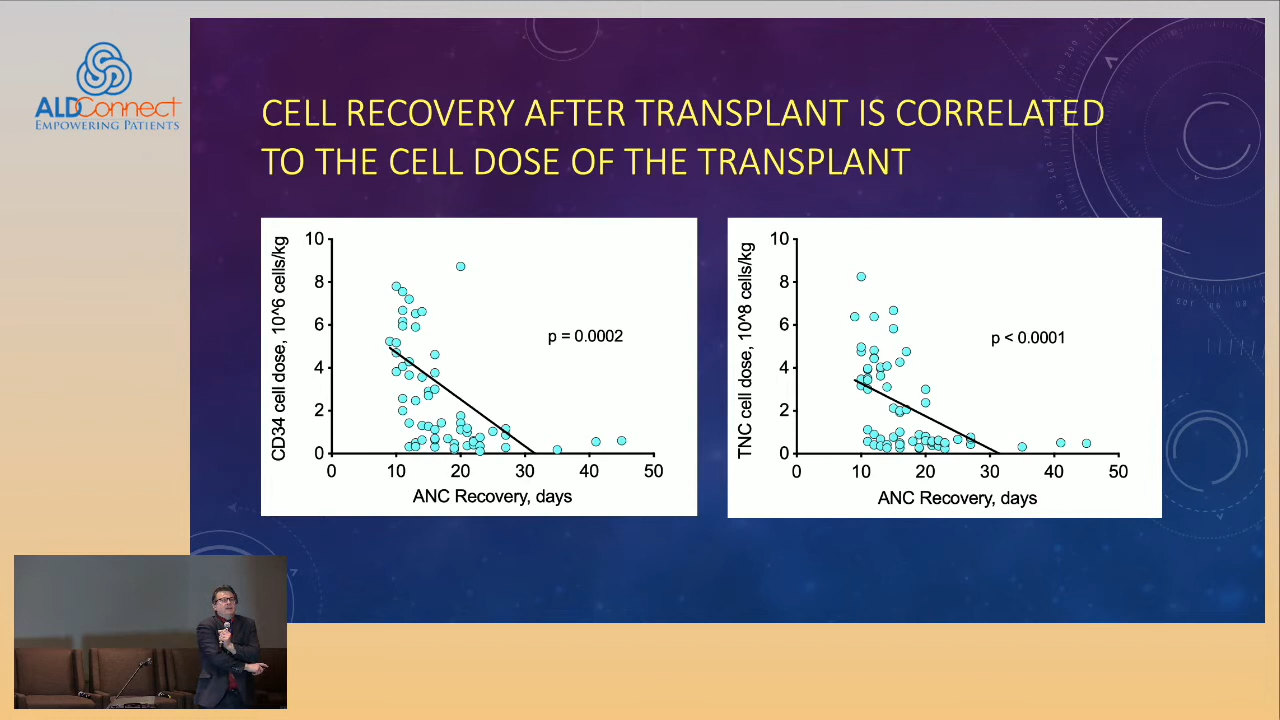 ALDConnect
EMPOWERING PATIENTS
CELL RECOVERY AFTER TRANSPLANT IS CORRELATED
TO THE CELL DOSE OF THE TRANSPLANT
CD34 cell dose, 10^6 cells/kg
10
8
6
4
2
0
p = 0.0002
0 10 20 30 40 50
ANC Recovery, days
TNC cell dose, 10^8 cells/kg
10
8
6
4
2
0
p < 0.0001
0 10 20 30 40 50
ANC Recovery, days